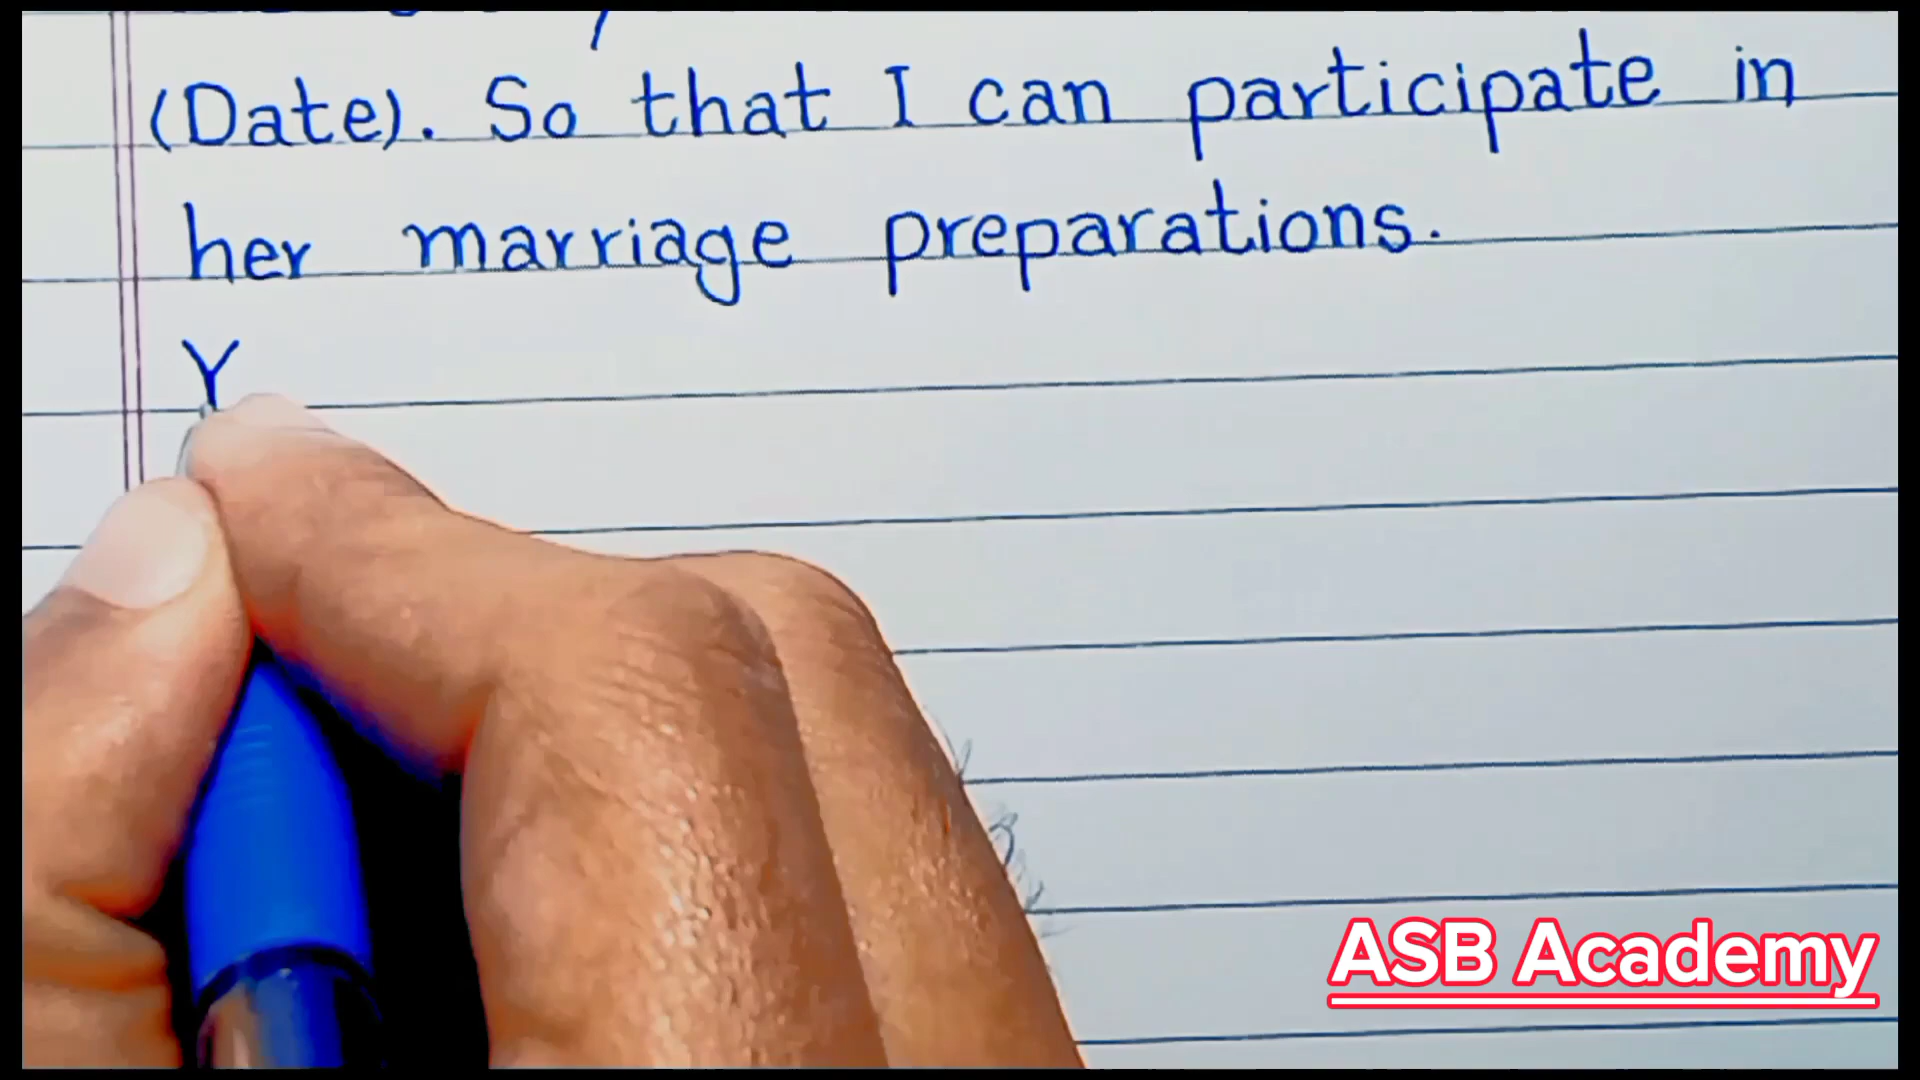 (Date). So that I can participate in
her marriage preparations.
Y
ASB Academy